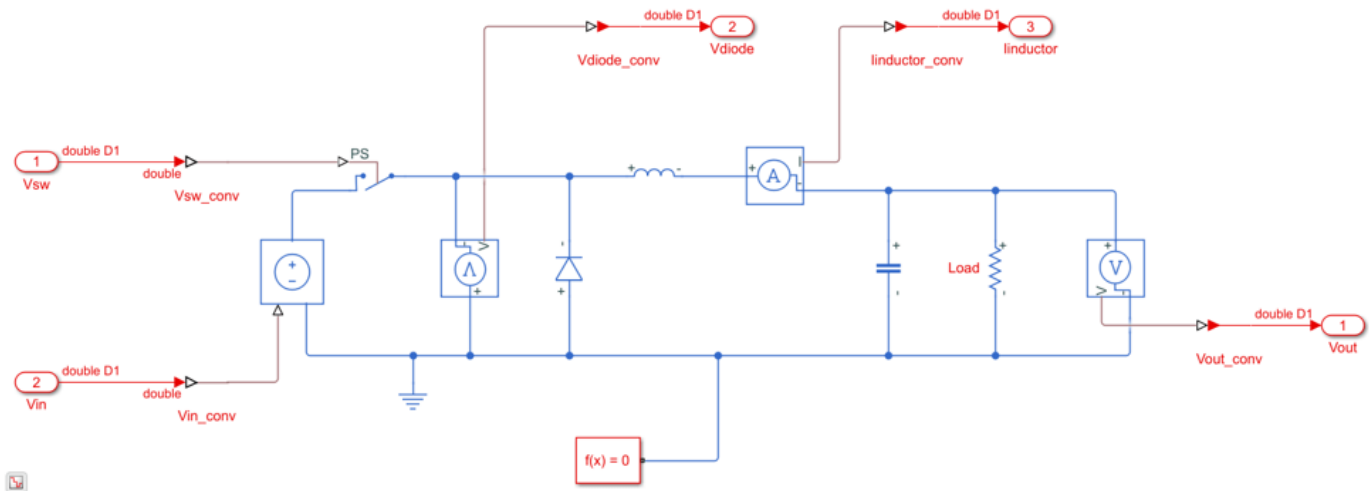 double D1
2
Vdiode
Vdiode_conv
double D1
3
Iinductor
Iinductor_conv
1
Vsw
double D1
double
Vsw_conv
PS
+
-
+
A
I
-
-
V
V
+
+
-
-
+
+
-
Load
+
-
+
V
V
-
2
Vin
double D1
double
Vin_conv
double D1
1
Vout
Vout_conv
f(x) = 0